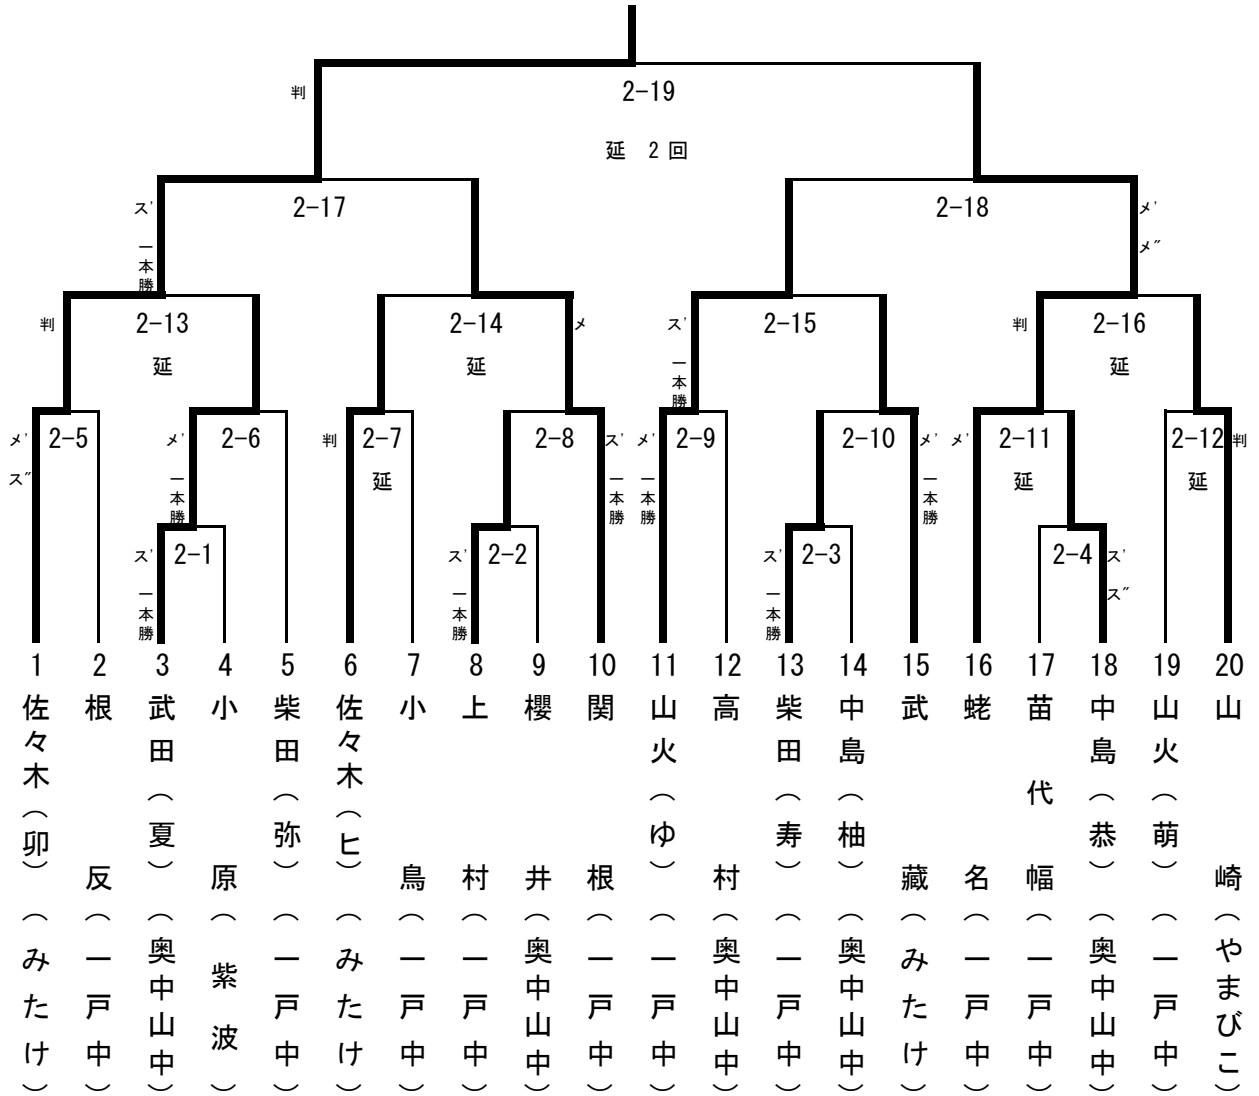 判
2-19
延 2回
ス'
一本勝
2-17
2-18
メ'
メ"
判
2-13
延
2-14
延
メ
ス'
一本勝
2-15
判
2-16
延
メ'
ス"
2-5
メ'
一本勝
2-6
判
2-7
延
2-8
ス'
一本勝
メ'
一本勝
2-9
2-10
メ'
一本勝
メ'
2-11
延
2-12
延
判
ス'
一本勝
2-1
ス'
一本勝
2-2
ス'
一本勝
2-3
2-4
ス'
ス"
1 佐々木(卯)(みたけ)
2 根反(一戸中)
3 武田(夏)(奥中山中)
4 小原(紫波)
5 柴田(弥)(一戸中)
6 佐々木(ヒ)(みたけ)
7 小鳥(一戸中)
8 上村(一戸中)
9 櫻井(奥中山中)
10 関根(一戸中)
11 山火(ゆ)(一戸中)
12 高村(奥中山中)
13 柴田(寿)(一戸中)
14 中島(柚)(奥中山中)
15 武藏(みたけ)
16 蛯名(一戸中)
17 苗代幅(一戸中)
18 中島(恭)(奥中山中)
19 山火(萌)(一戸中)
20 山崎(やまびこ)